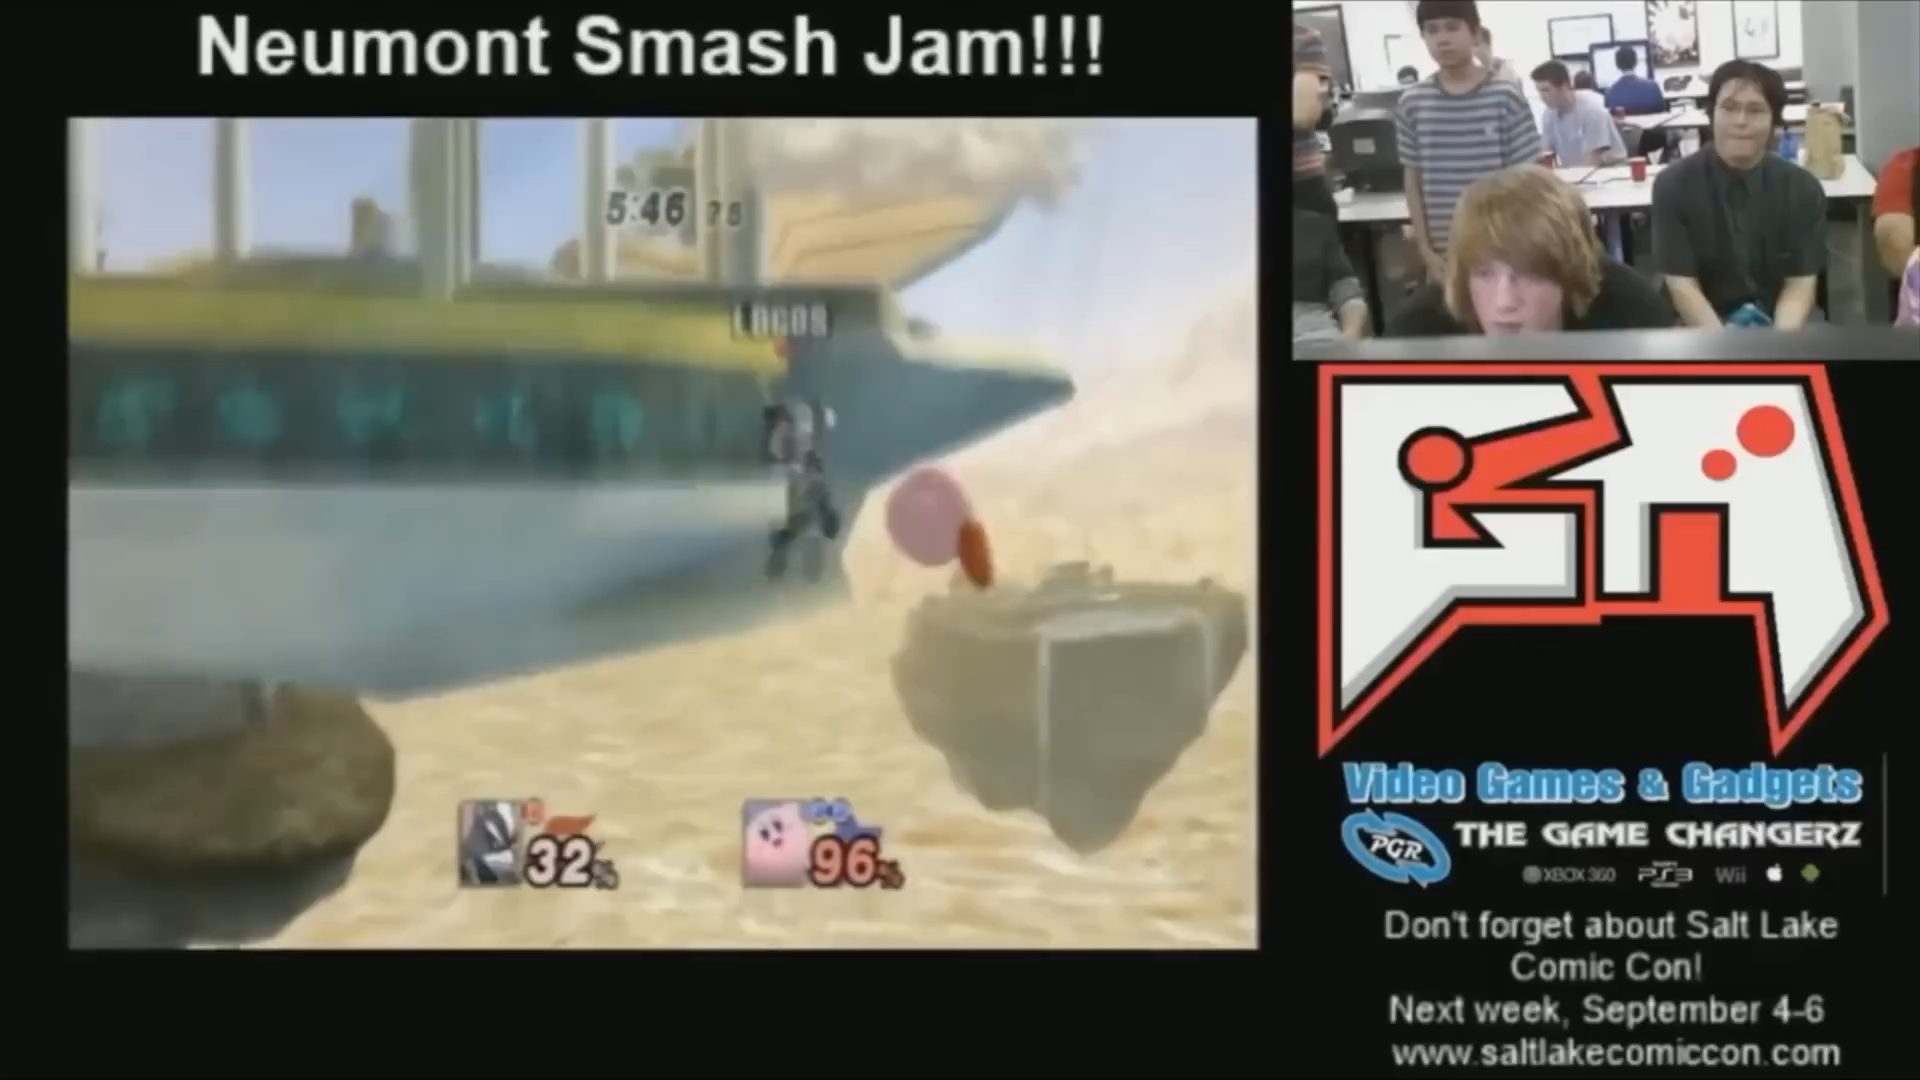 Neumont Smash Jam!!!
5:46
32%
96%
Video Games & Gadgets
PGR
THE GAME CHANGERZ
XBOX 360 PS3 Wii
Don't forget about Salt Lake
Comic Con!
Next week, September 4-6
www.saltlakecomiccon.com